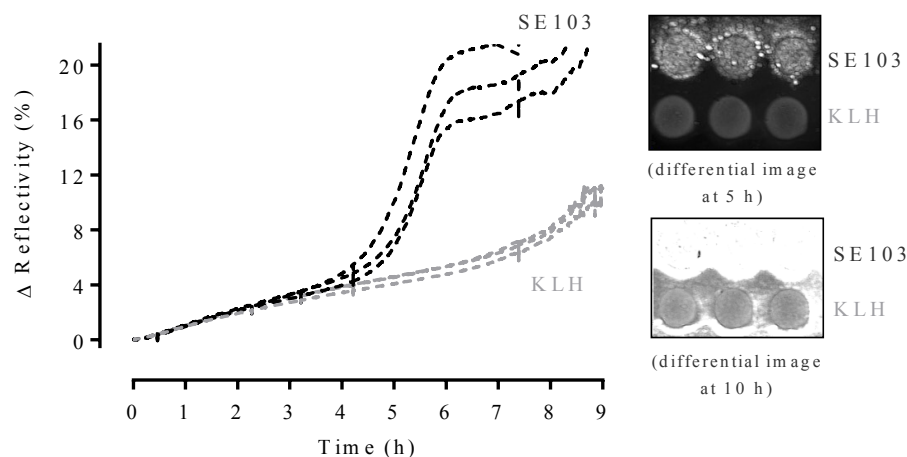 SE103
20
16
12
8
4
0
Δ Reflectivity (%)
KLH
0 1 2 3 4 5 6 7 8 9
Time (h)
SE103
KLH
(differential image
at 5 h)
SE103
KLH
(differential image
at 10 h)